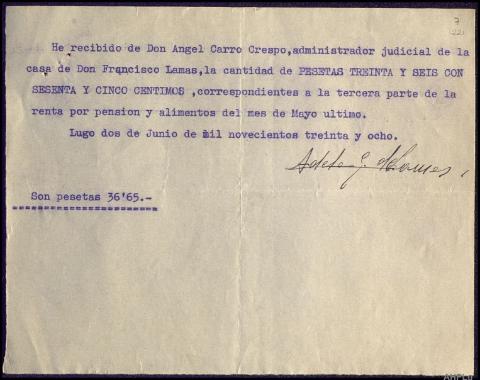 7
221
He recibido de Don Angel Carro Crespo,administrador judicial de la
casa de Don Francisco Lamas,la cantidad de PESETAS TREINTA Y SEIS CON
SESENTA Y CINCO CENTIMOS ,correspondientes a la tercera parte de la
renta por pension y alimentos del mes de Mayo ultimo.
Lugo dos de Junio de mil novecientos treinta y ocho.
Son pesetas 36'65.-